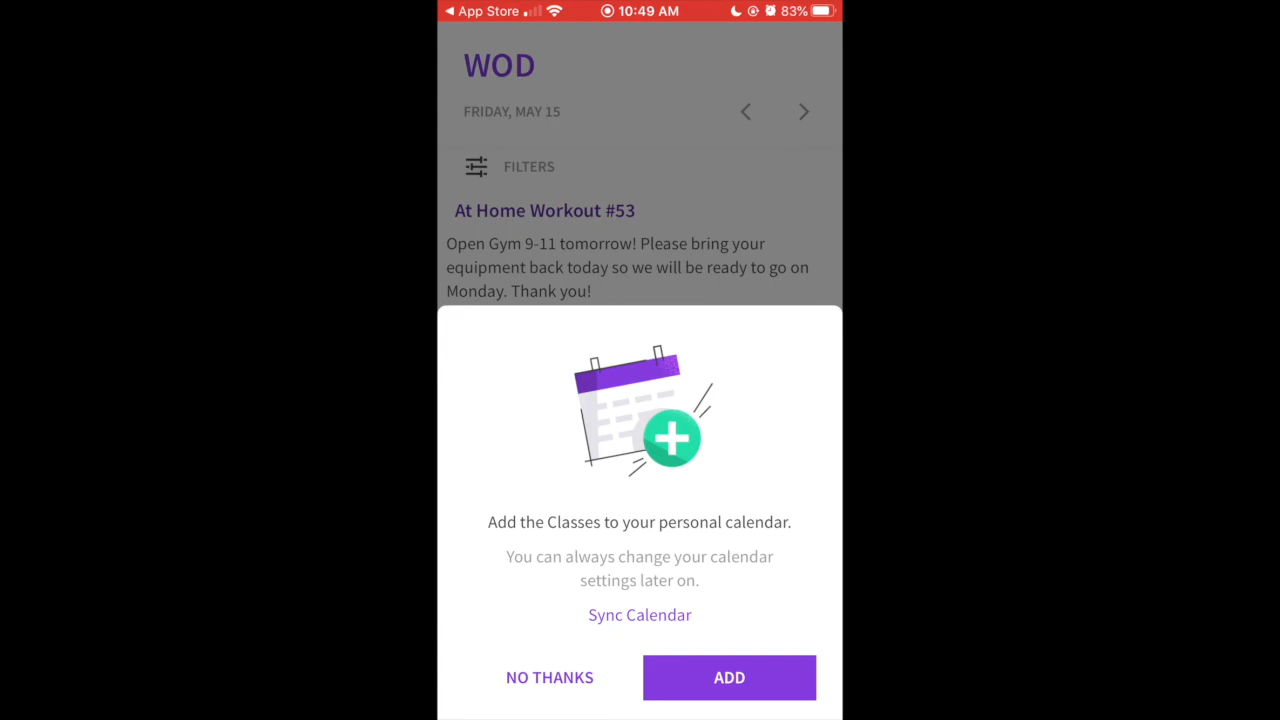 App Store 10:49 AM 83%
WOD
FRIDAY, MAY 15
FILTERS
At Home Workout #53
Open Gym 9-11 tomorrow! Please bring your
equipment back today so we will be ready to go on
Monday. Thank you!
Add the Classes to your personal calendar.
You can always change your calendar
settings later on.
Sync Calendar
NO THANKS ADD